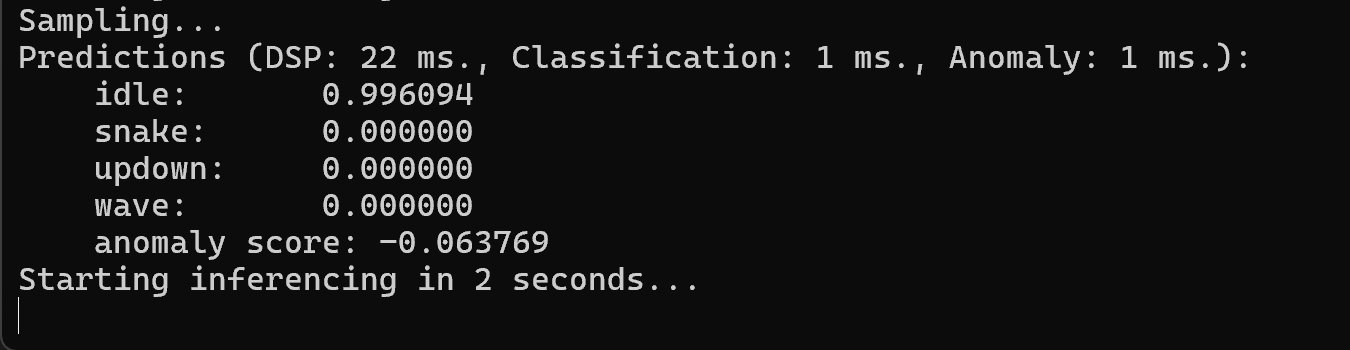 Sampling...
Predictions (DSP: 22 ms., Classification: 1 ms., Anomaly: 1 ms.):
    idle:       0.996094
    snake:      0.000000
    updown:     0.000000
    wave:       0.000000
    anomaly score: -0.063769
Starting inferencing in 2 seconds...